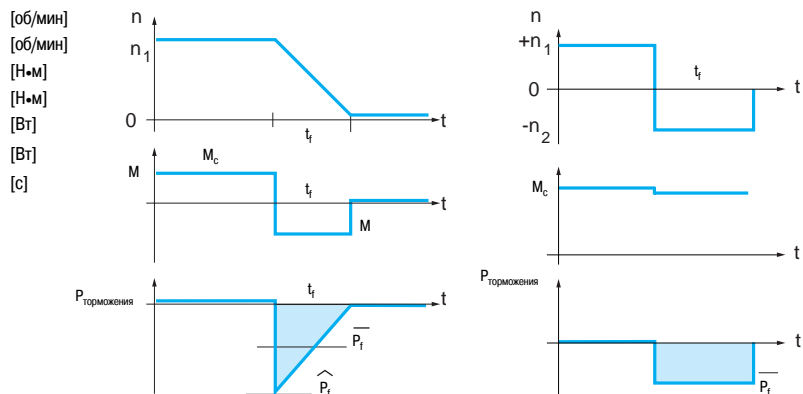 [об/мин]
[об/мин]
[Н•м]
[Н•м]
[Вт]
[Вт]
[с]
n
n1
0
tf
t
M
Mc
tf
t
M
Pторможения
tf
t
Pf
Pf
n
+n1
0
-n2
tf
t
Mc
t
Pторможения
t
Pf